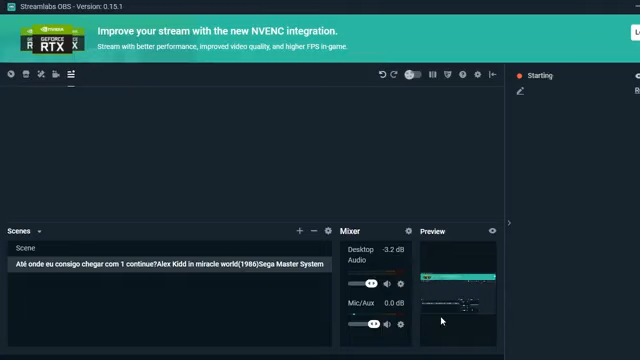 Streamlabs OBS - Version: 0.15.1
GEFORCE
RTX
Improve your stream with the new NVENC integration.
Stream with better performance, improved video quality, and higher FPS in-game.
Starting
Scenes
Mixer
Preview
Scene
Até onde eu consigo chegar com 1 continue?Alex Kidd in miracle world(1986)Sega Master System
Desktop Audio
-3.2 dB
Mic/Aux
0.0 dB